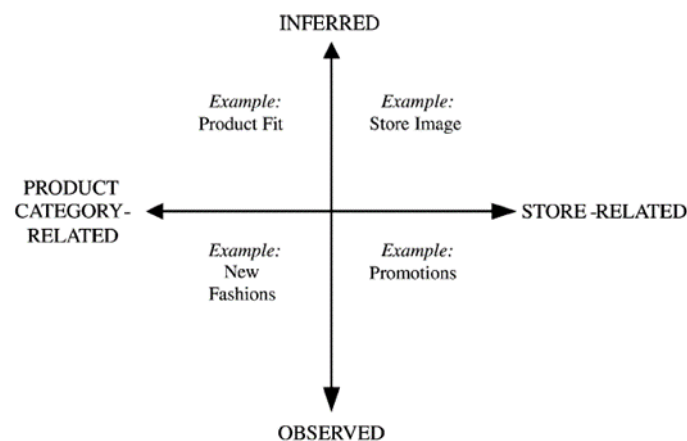 INFERRED
Example:
Product Fit
Example:
Store Image
PRODUCT
CATEGORY-
RELATED
STORE -RELATED
Example:
New
Fashions
Example:
Promotions
OBSERVED